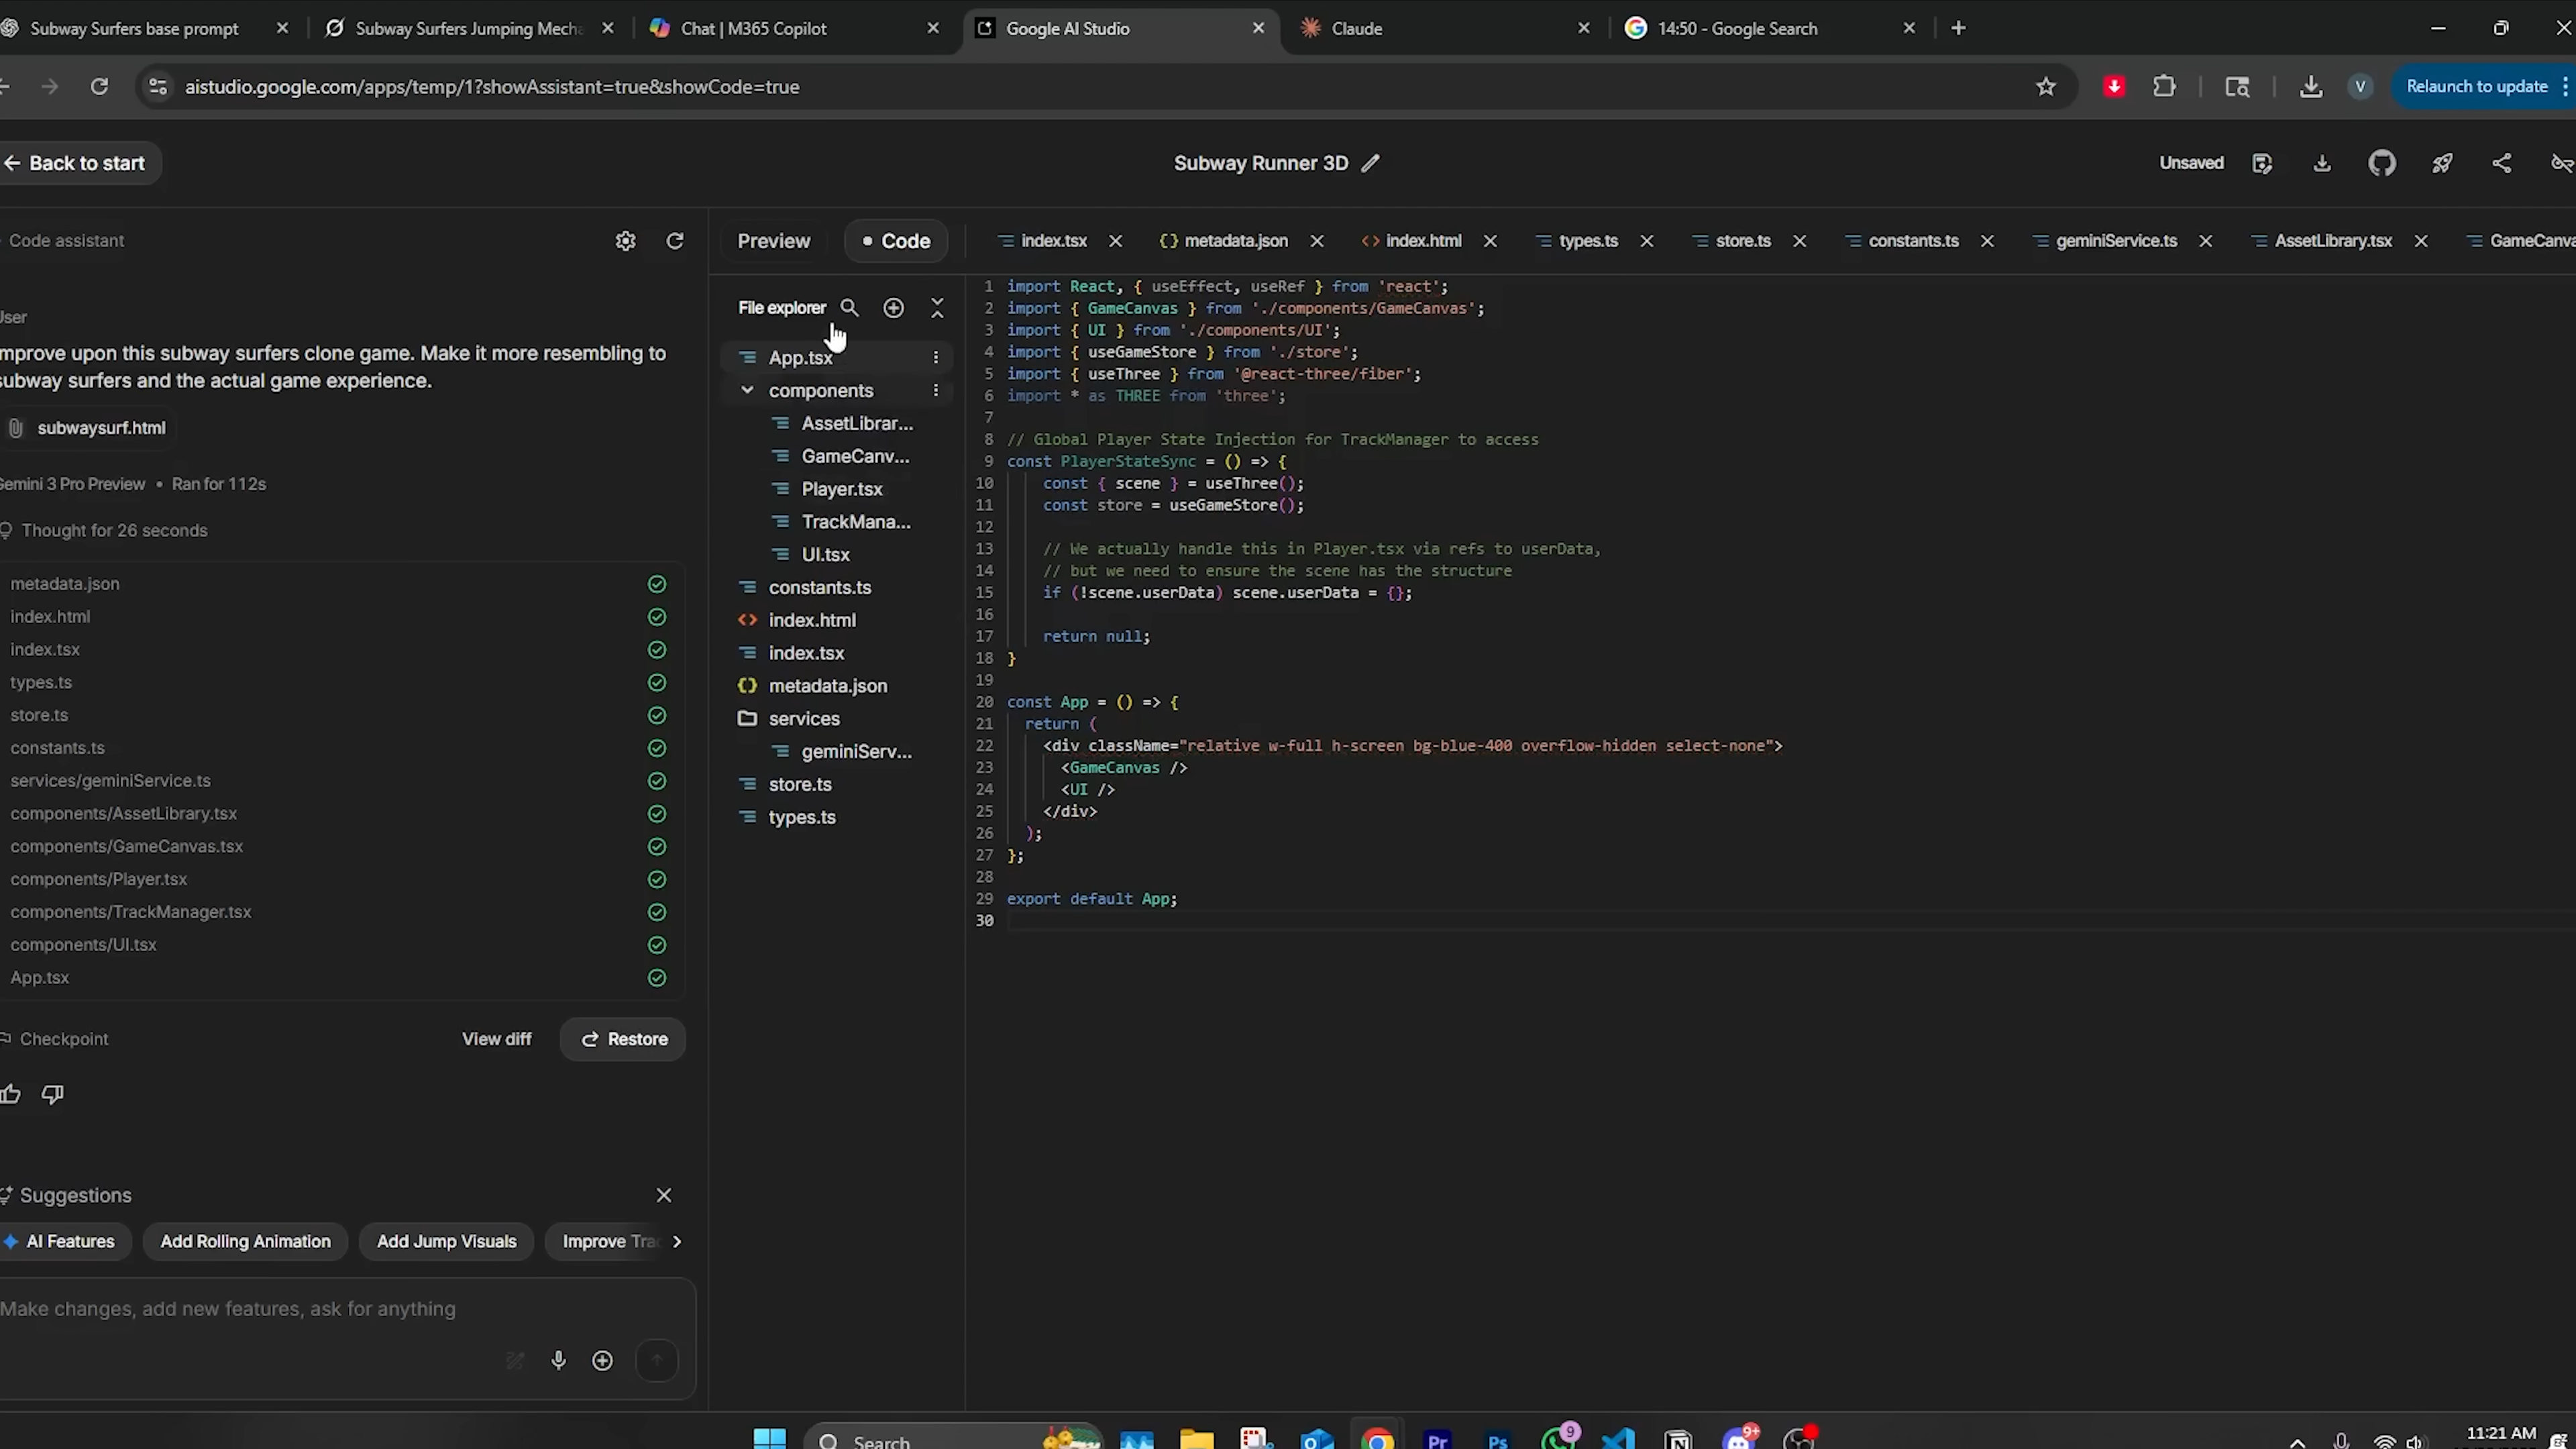 Subway Surfers base prompt
Subway Surfers Jumping Mecha
Chat | M365 Copilot
Google AI Studio
Claude
14:50 - Google Search
aistudio.google.com/apps/temp/1?showAssistant=true&showCode=true
V
Relaunch to update
Back to start
Subway Runner 3D
Unsaved
Code assistant
Preview
Code
index.tsx
metadata.json
index.html
types.ts
store.ts
constants.ts
geminiService.ts
AssetLibrary.tsx
GameCanva
User
mprove upon this subway surfers clone game. Make it more resembling to
subway surfers and the actual game experience.
subwaysurf.html
Gemini 3 Pro Preview • Ran for 112s
Thought for 26 seconds
metadata.json
index.html
index.tsx
types.ts
store.ts
constants.ts
services/geminiService.ts
components/AssetLibrary.tsx
components/GameCanvas.tsx
components/Player.tsx
components/TrackManager.tsx
components/UI.tsx
App.tsx
Checkpoint
View diff
Restore
Suggestions
AI Features
Add Rolling Animation
Add Jump Visuals
Improve Trac
Make changes, add new features, ask for anything
File explorer
App.tsx
components
AssetLibrar...
GameCanv...
Player.tsx
TrackMana...
UI.tsx
constants.ts
index.html
index.tsx
metadata.json
services
geminiServ...
store.ts
types.ts
1 import React, { useEffect, useRef } from 'react';
2 import { GameCanvas } from './components/GameCanvas';
3 import { UI } from './components/UI';
4 import { useGameStore } from './store';
5 import { useThree } from '@react-three/fiber';
6 import * as THREE from 'three';
7
8 // Global Player State Injection for TrackManager to access
9 const PlayerStateSync = () => {
10 const { scene } = useThree();
11 const store = useGameStore();
12
13 // We actually handle this in Player.tsx via refs to userData,
14 // but we need to ensure the scene has the structure
15 if (!scene.userData) scene.userData = {};
16
17 return null;
18 }
19
20 const App = () => {
21 return (
22 <div className="relative w-full h-screen bg-blue-400 overflow-hidden select-none">
23 <GameCanvas />
24 <UI />
25 </div>
26 );
27 };
28
29 export default App;
30
Search
Pr
Ps
9
9+
11:21 AM